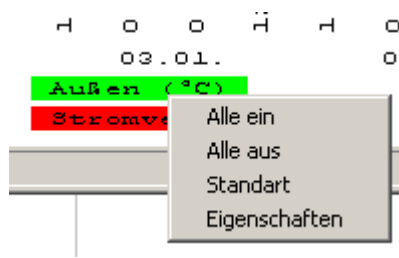 03.01.
Außen (°C)
Alle ein
Alle aus
Standart
Eigenschaften